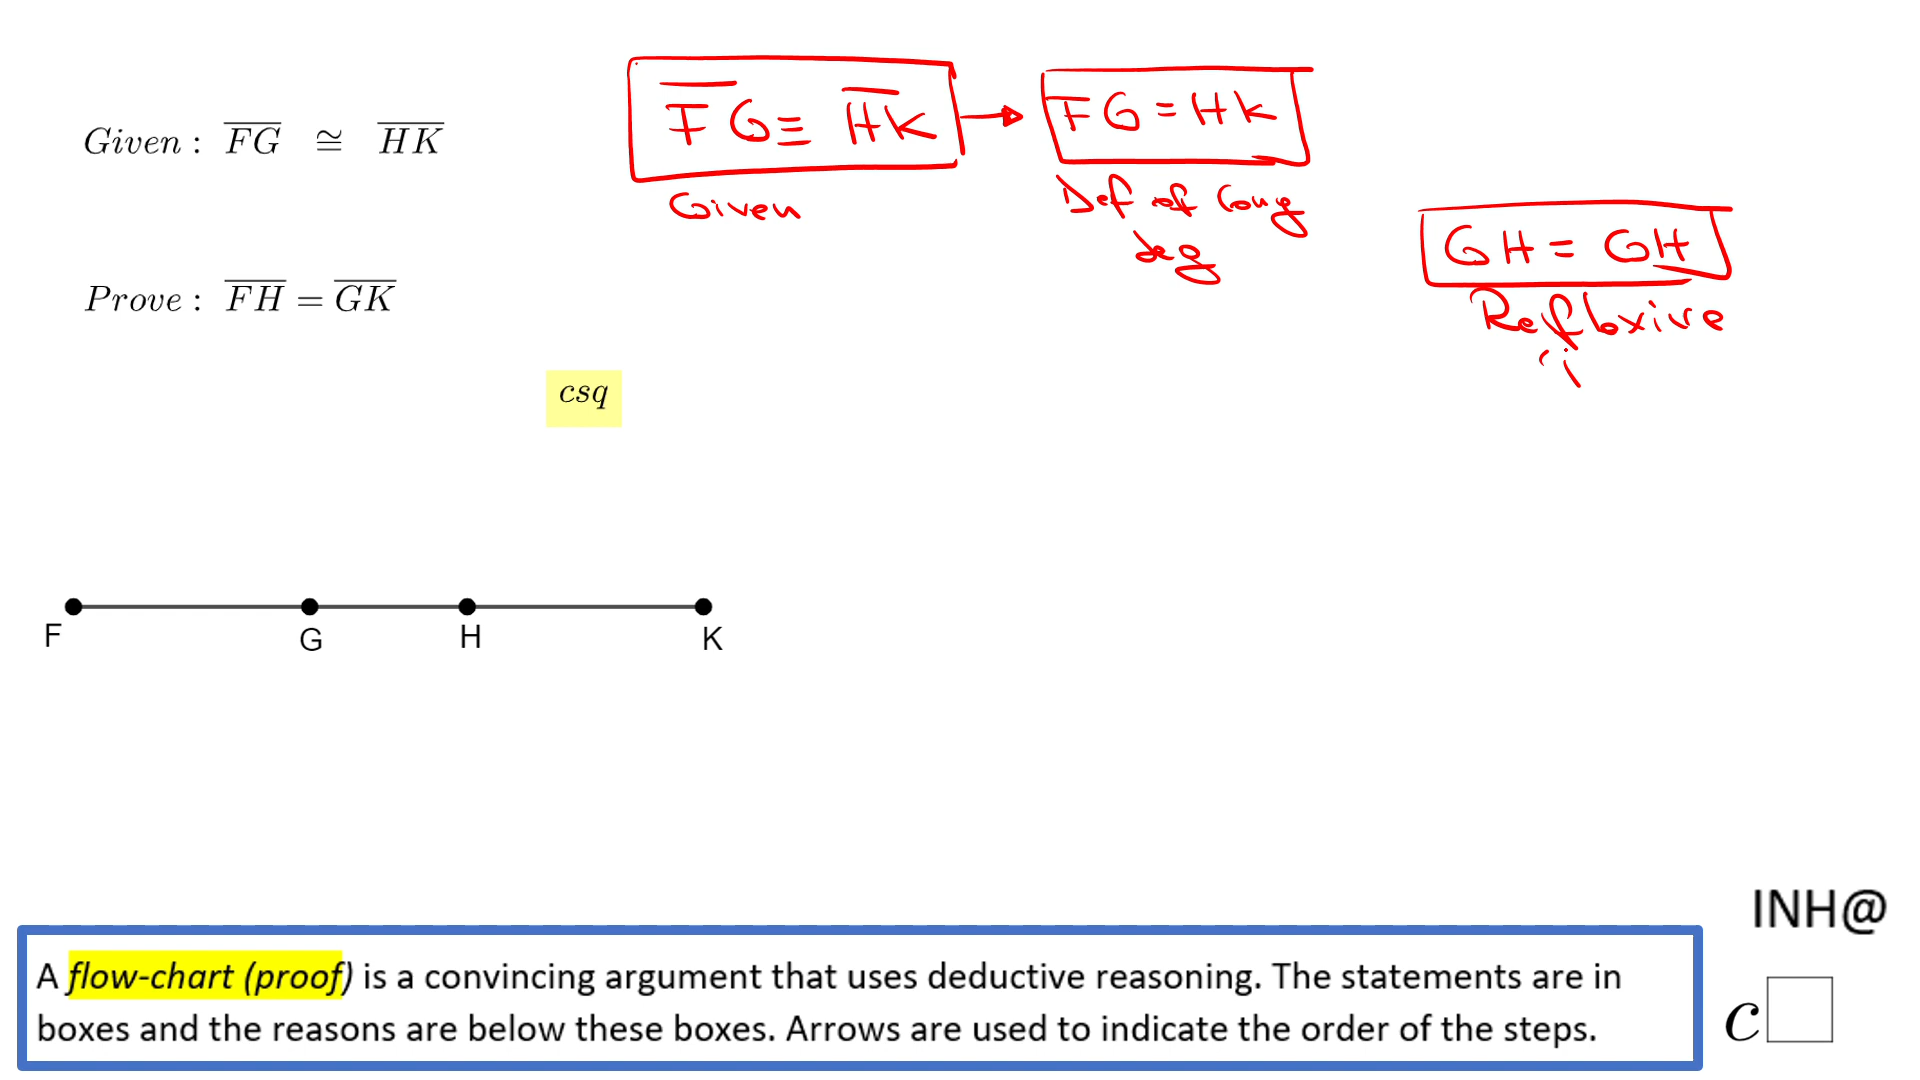 Given : FG ≅ HK
Prove : FH = GK
csq
FG ≅ HK
Given
FG = HK
Def of Cong
seg
GH = GH
Reflexive
F
G
H
K
INH@
A flow-chart (proof) is a convincing argument that uses deductive reasoning. The statements are in
boxes and the reasons are below these boxes. Arrows are used to indicate the order of the steps.
c